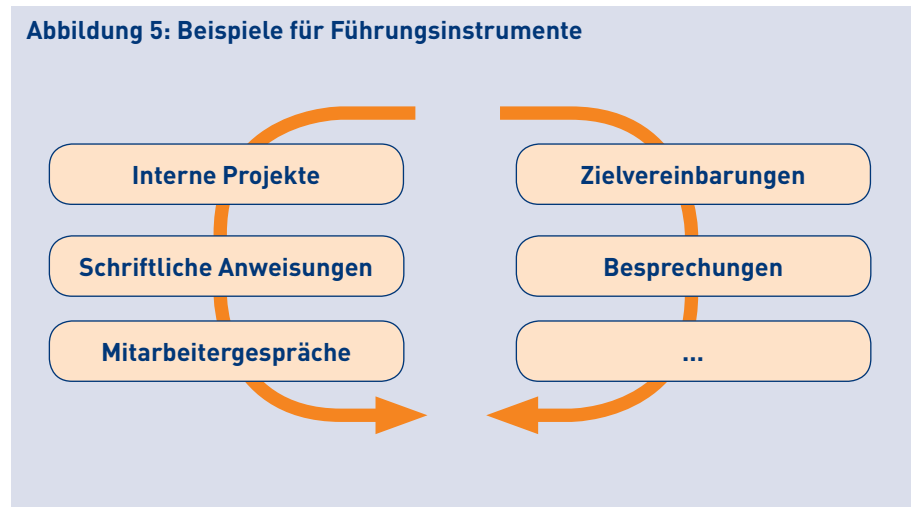 Abbildung 5: Beispiele für Führungsinstrumente
Interne Projekte
Schriftliche Anweisungen
Mitarbeitergespräche
Zielvereinbarungen
Besprechungen
...